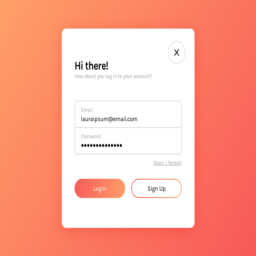 X
Hi there!
How about you log in to your account?
Email
lauraipsum@email.com
Password
••••••••••••••
Ooops, I forgot!
Login
Sign Up